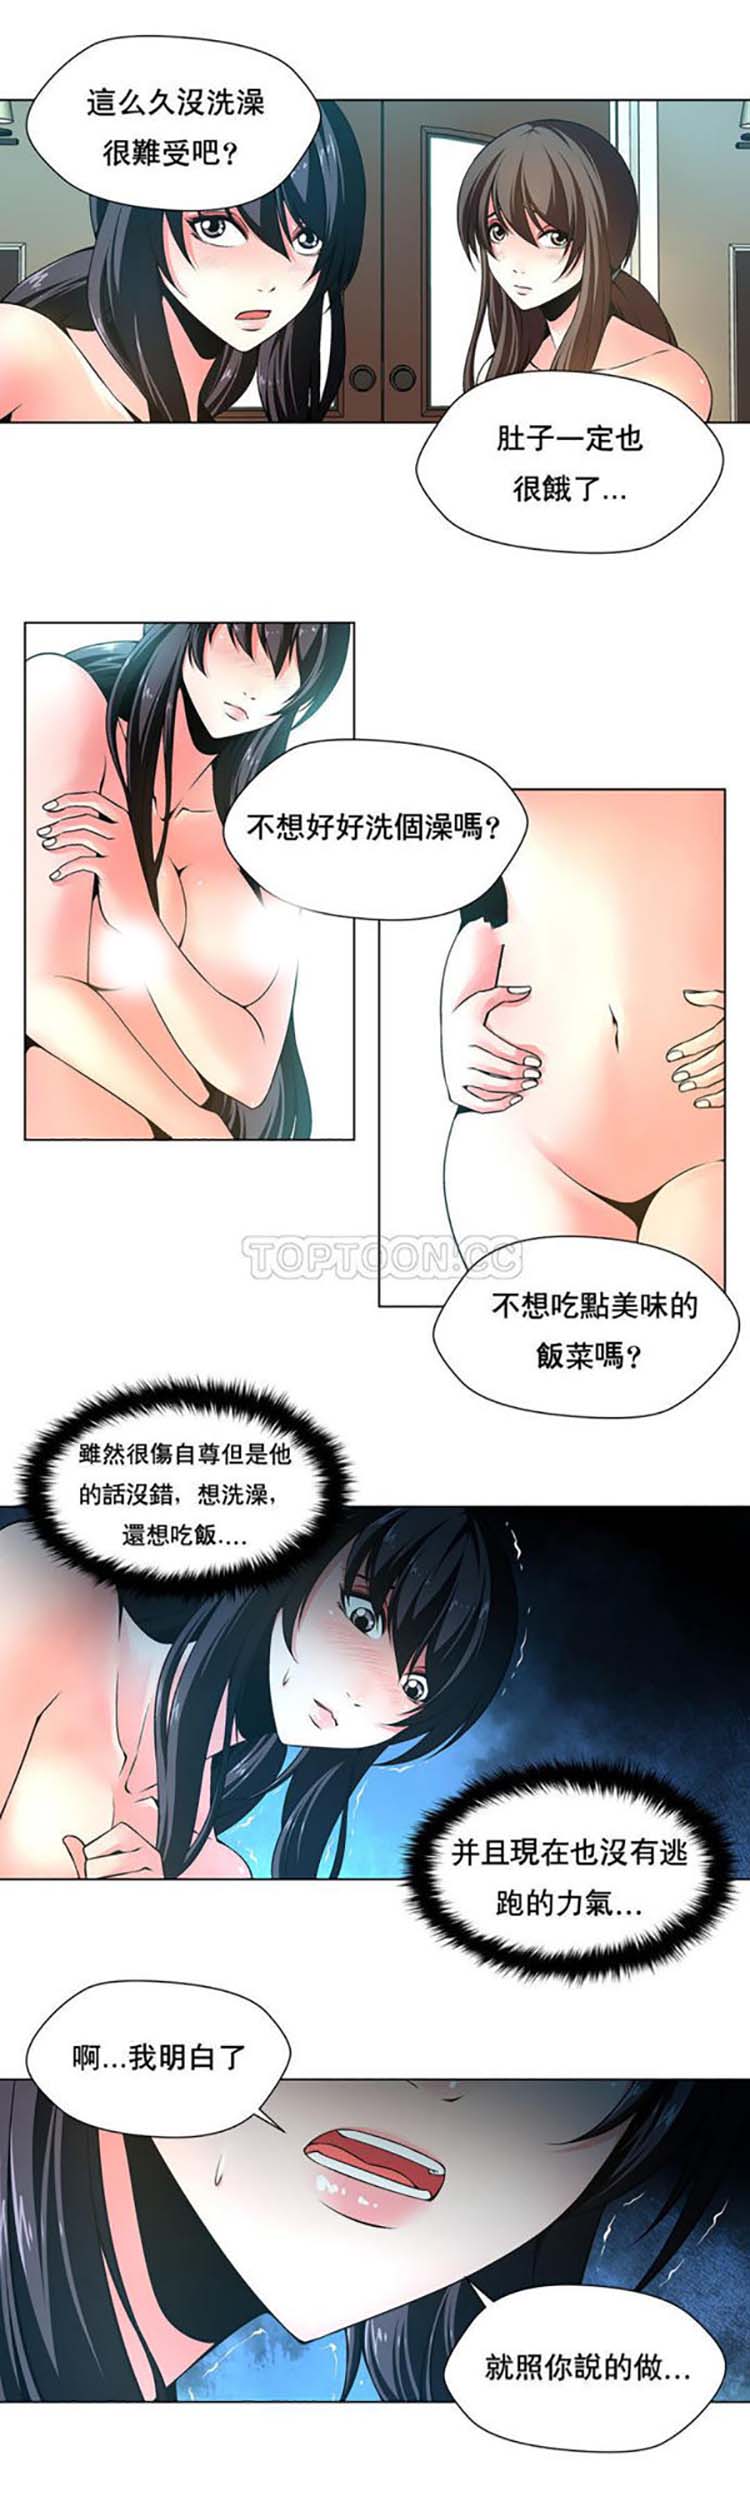 這么久沒洗澡
很難受吧?
肚子一定也
很餓了...
不想好好洗個澡嗎?
TOPTOON.CC
不想吃點美味的
飯菜嗎?
雖然很傷自尊但是他
的話沒錯，想洗澡，
還想吃飯....
并且現在也沒有逃
跑的力氣...
啊...我明白了
就照你說的做...